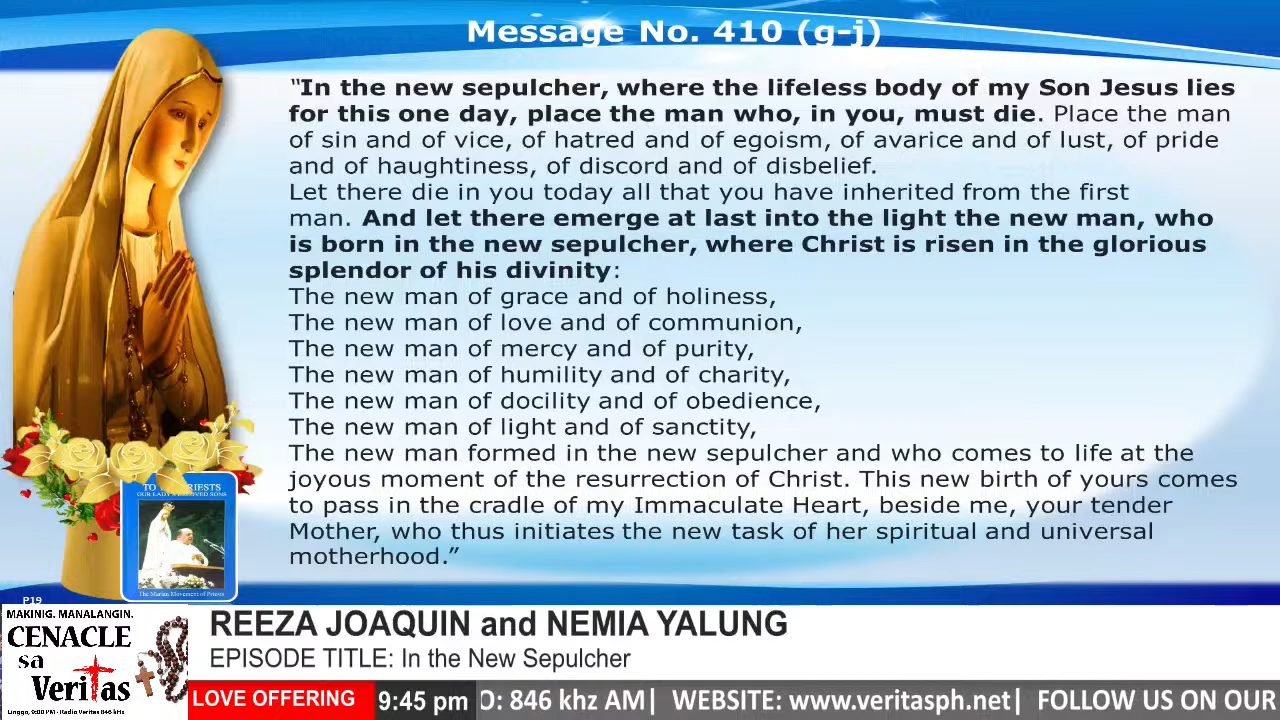 Message No. 410 (g-j)
“In the new sepulcher, where the lifeless body of my Son Jesus lies
for this one day, place the man who, in you, must die. Place the man
of sin and of vice, of hatred and of egoism, of avarice and of lust, of pride
and of haughtiness, of discord and of disbelief.
Let there die in you today all that you have inherited from the first
man. And let there emerge at last into the light the new man, who
is born in the new sepulcher, where Christ is risen in the glorious
splendor of his divinity:
The new man of grace and of holiness,
The new man of love and of communion,
The new man of mercy and of purity,
The new man of humility and of charity,
The new man of docility and of obedience,
The new man of light and of sanctity,
The new man formed in the new sepulcher and who comes to life at the
joyous moment of the resurrection of Christ. This new birth of yours comes
to pass in the cradle of my Immaculate Heart, beside me, your tender
Mother, who thus initiates the new task of her spiritual and universal
motherhood.”
TO
OUR LADY'S BELOVED SONS
The Marian Movement of Priests
P19
MAKINIG. MANALANGIN.
CENACLE
sa
Veritas
Linggo, 9:00 PM - Radio Veritas 846 kHz
REEZA JOAQUIN and NEMIA YALUNG
EPISODE TITLE: In the New Sepulcher
LOVE OFFERING
9:45 pm
O: 846 khz AM| WEBSITE: www.veritasph.net| FOLLOW US ON OUR